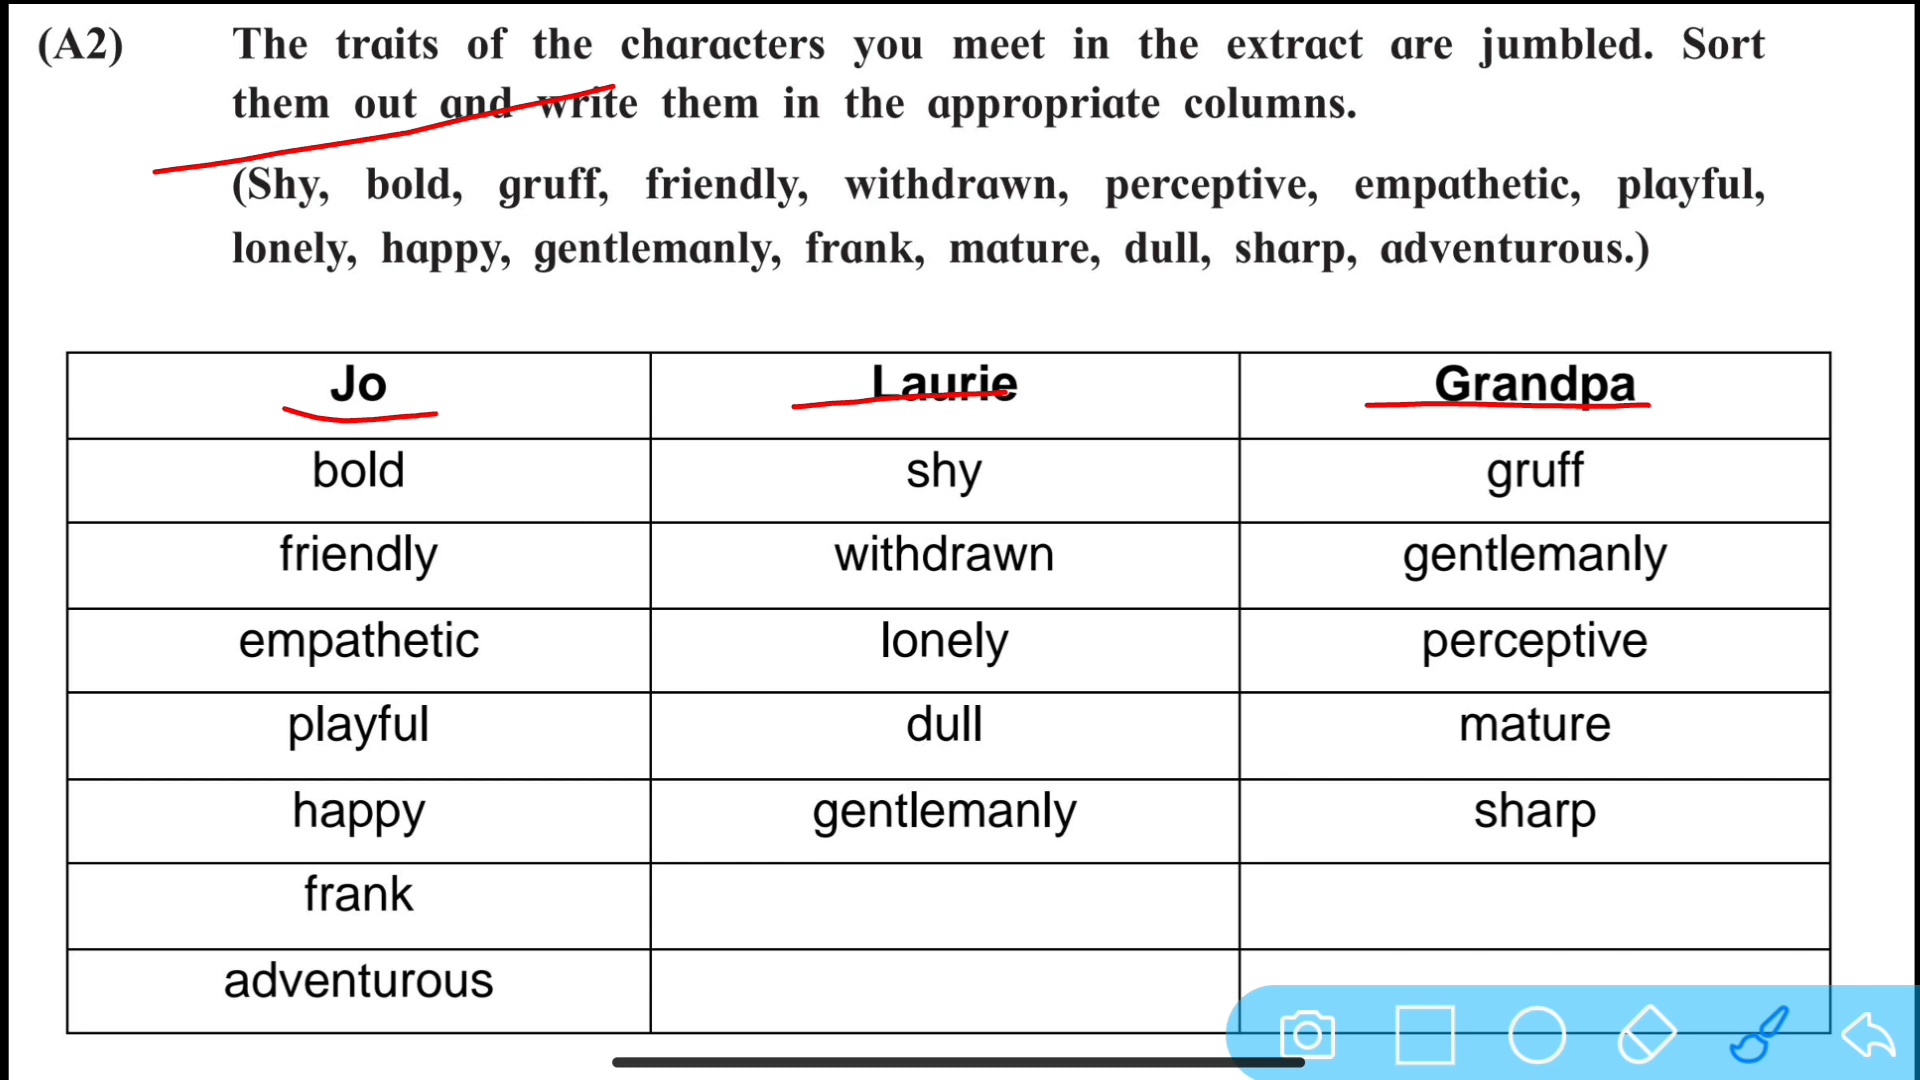 (A2) The traits of the characters you meet in the extract are jumbled. Sort
them out and write them in the appropriate columns.
(Shy, bold, gruff, friendly, withdrawn, perceptive, empathetic, playful,
lonely, happy, gentlemanly, frank, mature, dull, sharp, adventurous.)
Jo Laurie Grandpa
bold shy gruff
friendly withdrawn gentlemanly
empathetic lonely perceptive
playful dull mature
happy gentlemanly sharp
frank
adventurous